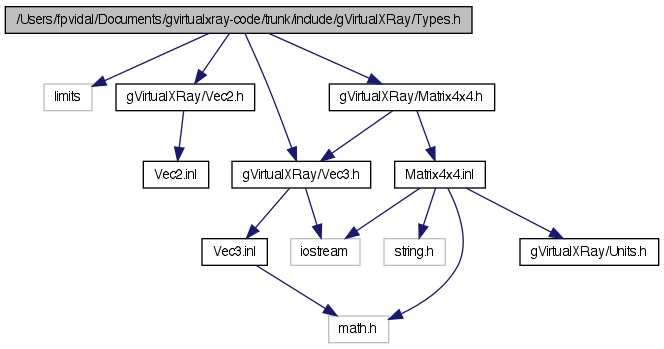 /Users/fpvidal/Documents/gvirtualxray-code/trunk/include/gVirtualXRay/Types.h
limits
gVirtualXRay/Vec2.h
gVirtualXRay/Matrix4x4.h
Vec2.inl
gVirtualXRay/Vec3.h
Matrix4x4.inl
Vec3.inl
iostream
string.h
gVirtualXRay/Units.h
math.h